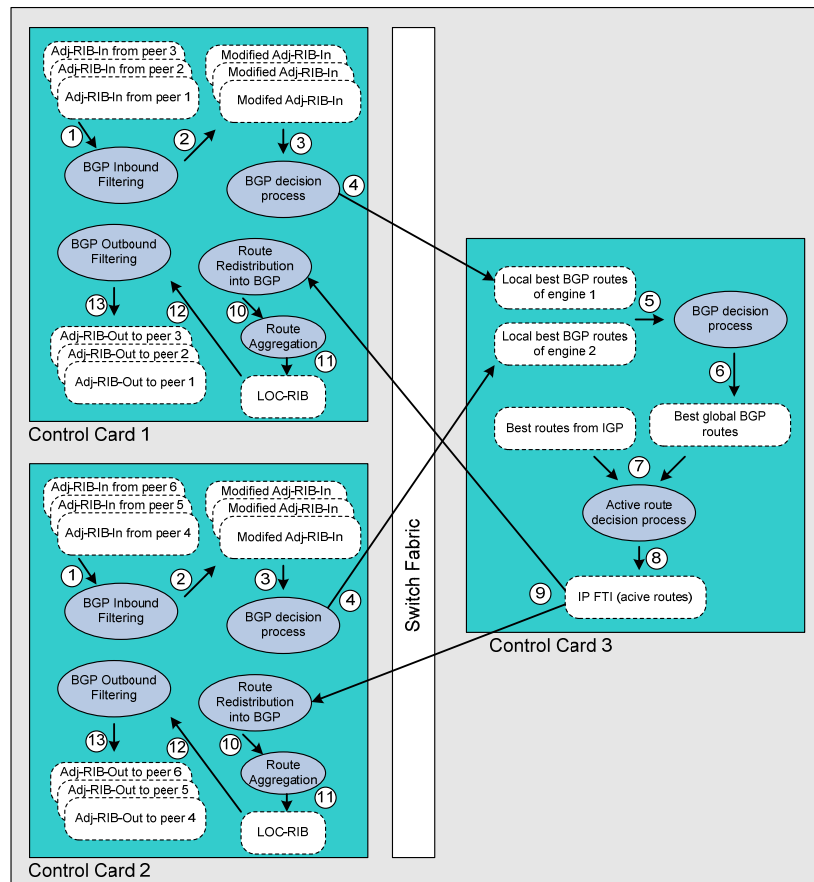 Adj-RIB-In from peer 3
Adj-RIB-In from peer 2
Adj-RIB-In from peer 1
Modified Adj-RIB-In
Modified Adj-RIB-In
Modifed Adj-RIB-In
1
2
3
BGP Inbound
Filtering
BGP decision
process
4
BGP Outbound
Filtering
Route
Redistribution
into BGP
13
12
10
Route
Aggregation
11
Adj-RIB-Out to peer 3
Adj-RIB-Out to peer 2
Adj-RIB-Out to peer 1
LOC-RIB
Control Card 1
Adj-RIB-In from peer 6
Adj-RIB-In from peer 5
Adj-RIB-In from peer 4
Modified Adj-RIB-In
Modified Adj-RIB-In
Modifed Adj-RIB-In
1
2
3
BGP Inbound
Filtering
BGP decision
process
4
BGP Outbound
Filtering
Route
Redistribution
into BGP
13
12
10
Route
Aggregation
11
Adj-RIB-Out to peer 6
Adj-RIB-Out to peer 5
Adj-RIB-Out to peer 4
LOC-RIB
Control Card 2
Switch Fabric
Local best BGP routes
of engine 1
5
BGP decision
process
Local best BGP routes
of engine 2
6
Best routes from IGP
Best global BGP
routes
7
Active route
decision process
8
9
IP FTI (acive routes)
Control Card 3